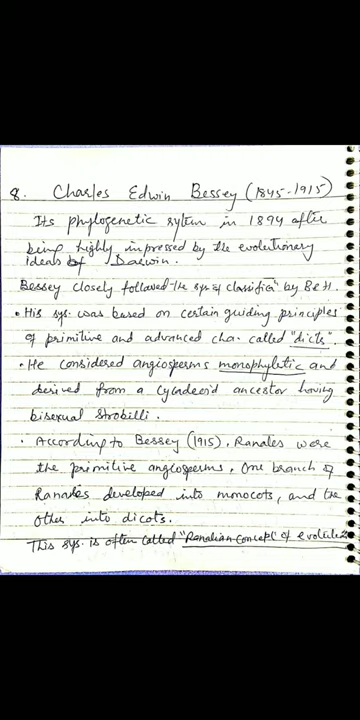 8. Charles Edwin Bessey (1845-1915)
Its phylogenetic sytem in 1894 after
being highly impressed by the evolutionary
ideas of Darwin.
Bessey closely followed the sys. of classificn by B & H.
• His sys. was based on certain guiding principles
of primitive and advanced cha. called "dicts".
• He considered angiosperms monophyletic and
derived from a Cycadeoid ancestor having
bisexual Strobilli.
• According to Bessey (1915), Ranales were
the primitive angiosperms. One branch of
Ranales developed into monocots, and the
other into dicots.
This sys. is often called "Ranalian Concept" of evolution